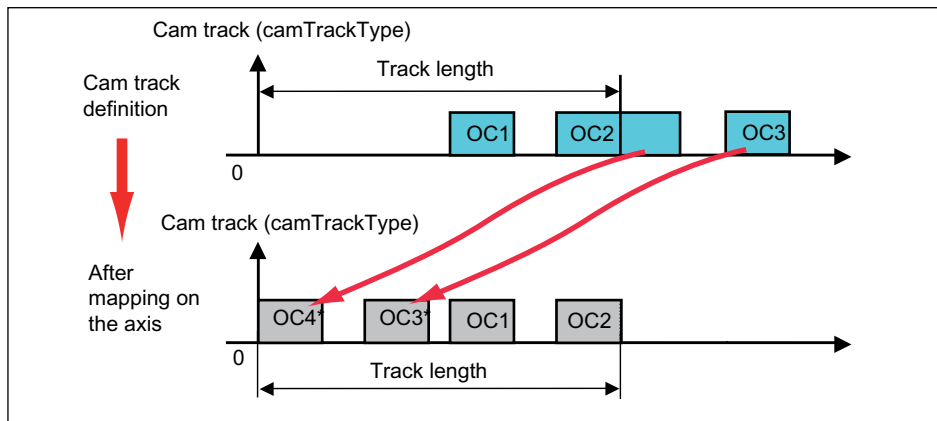 Cam track (camTrackType)
Cam track
definition
Track length
OC1
OC2
OC3
0
Cam track (camTrackType)
After
mapping on
the axis
OC4*
OC3*
OC1
OC2
0
Track length